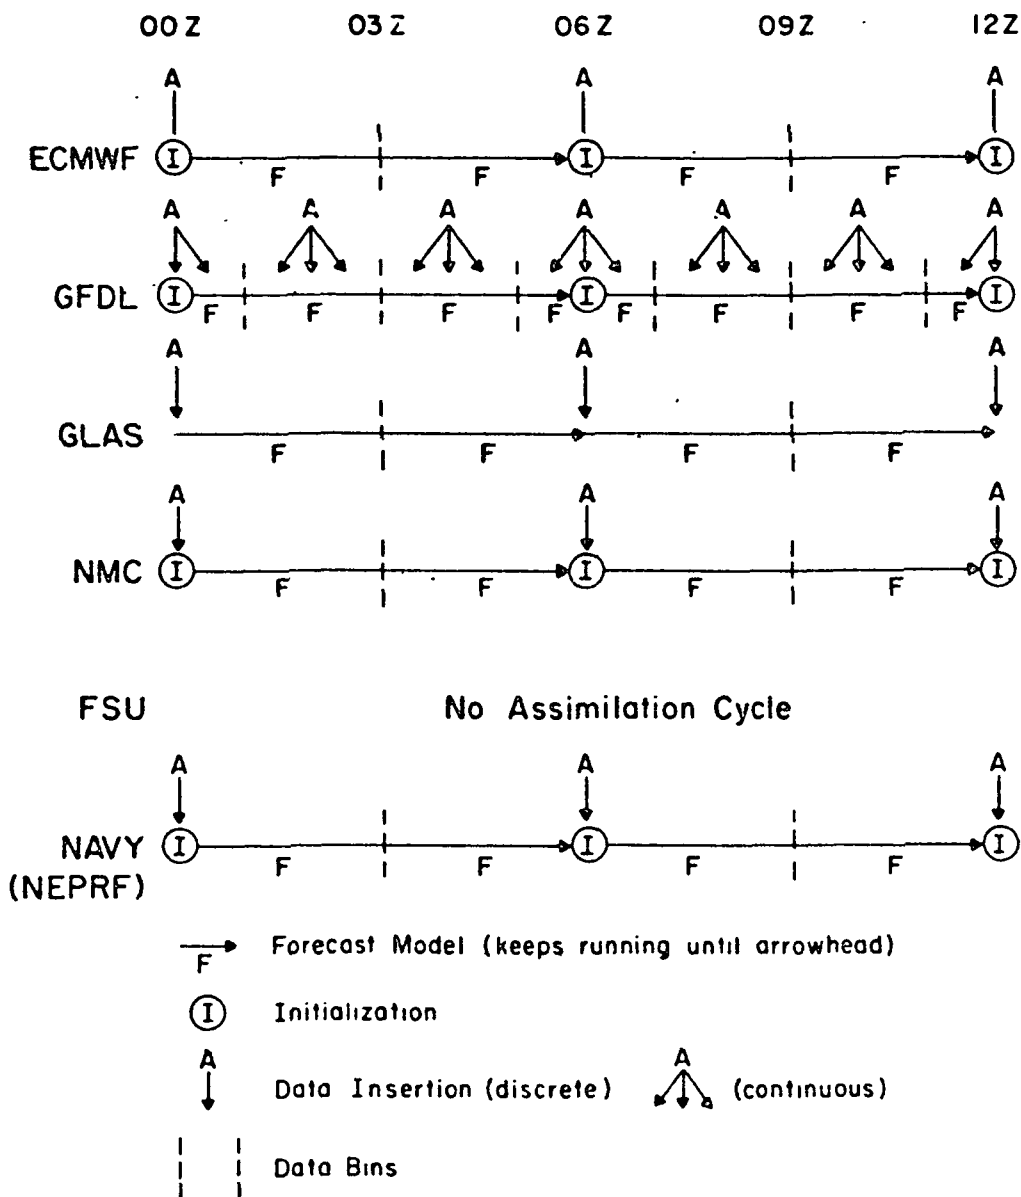 00Z 03Z 06Z 09Z 12Z
A A A
ECMWF I I I
F F F F
A A A A A A A
GFDL I I I
F F F F F F F F
A A A
GLAS
F F F F
A A A
NMC I I I
F F F F
FSU No Assimilation Cycle
A A A
NAVY I I I
(NEPRF) F F F F
F Forecast Model (keeps running until arrowhead)
I Initialization
A Data Insertion (discrete) A (continuous)
Data Bins